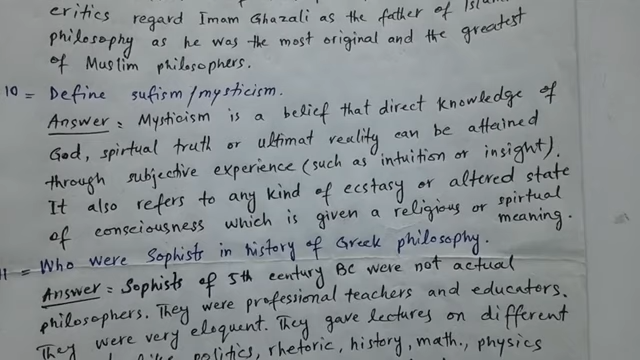 critics regard Imam Ghazali as the father of
philosophy as he was the most original and the greatest
of Muslim philosophers.
10 = Define sufism/mysticism.
Answer: Mysticism is a belief that direct knowledge of
God, spirtual truth or ultimat reality can be attained
through subjective experience (such as intuition or insight).
It also refers to any kind of ecstasy or altered state
of consciousness which is given a religious or spirtual
meaning.
= Who were Sophists in history of Greek philosophy.
Answer: Sophists of 5th century BC were not actual
philosophers. They were professional teachers and educators.
They were very eloquent. They gave lectures on different
politics, rhetoric, history, math., physics